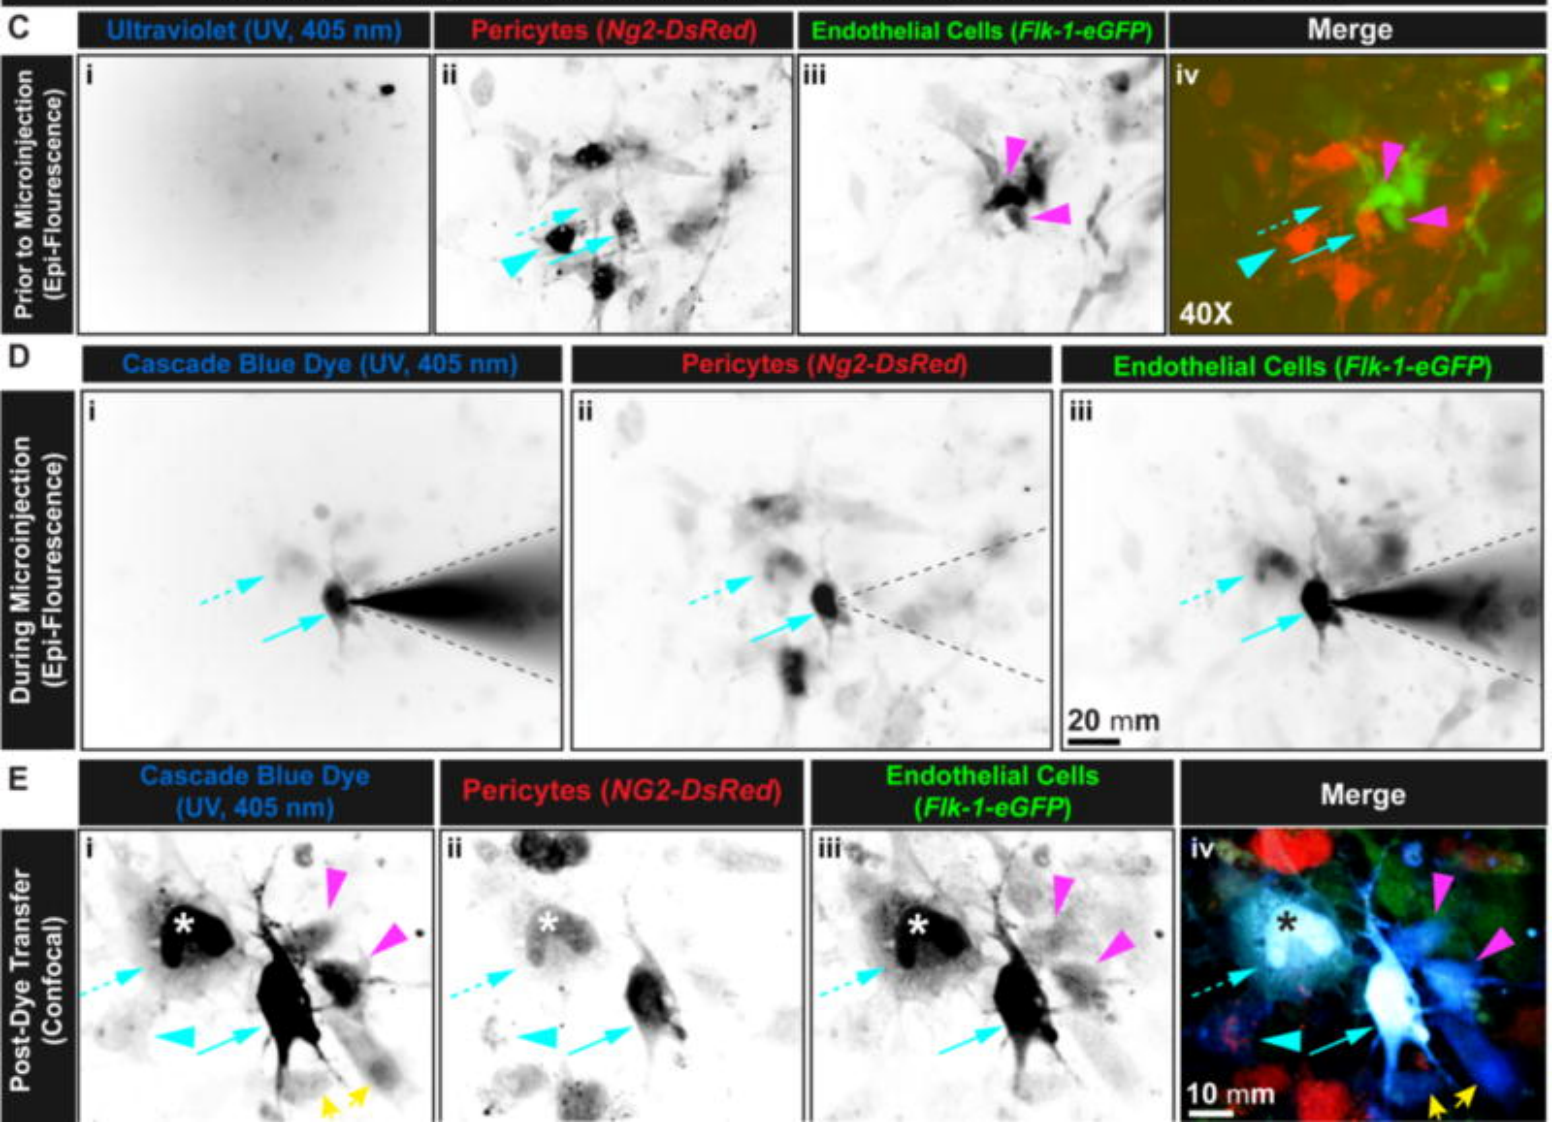 C
Ultraviolet (UV, 405 nm)
Pericytes (Ng2-DsRed)
Endothelial Cells (Flk-1-eGFP)
Merge
Prior to Microinjection
(Epi-Flourescence)
i
ii
iii
iv
40X
D
Cascade Blue Dye (UV, 405 nm)
Pericytes (Ng2-DsRed)
Endothelial Cells (Flk-1-eGFP)
During Microinjection
(Epi-Flourescence)
i
ii
iii
20 mm
E
Cascade Blue Dye
(UV, 405 nm)
Pericytes (NG2-DsRed)
Endothelial Cells
(Flk-1-eGFP)
Merge
Post-Dye Transfer
(Confocal)
i
*
ii
*
iii
*
iv
*
10 mm